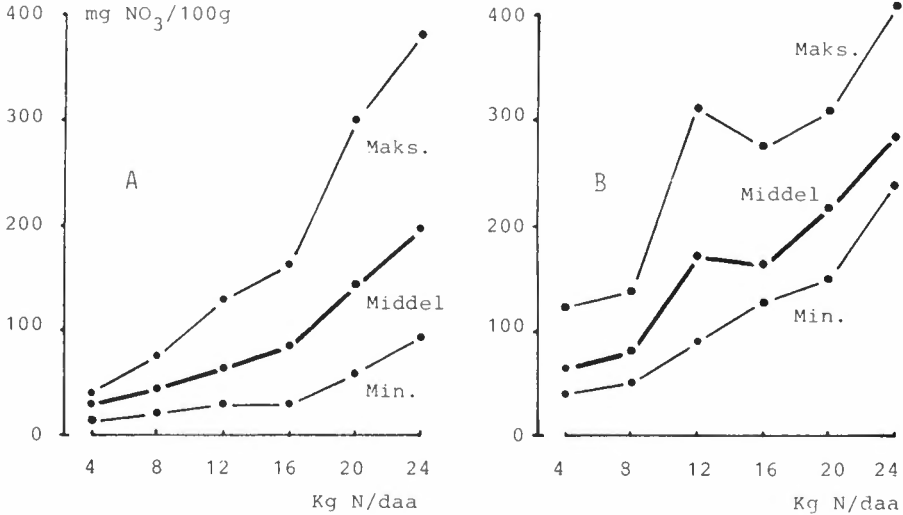 mg NO3/100g
400
300
200
100
0
A
Maks.
Middel
Min.
4 8 12 16 20 24
Kg N/daa
400
300
200
100
0
B
Maks.
Middel
Min.
4 8 12 16 20 24
Kg N/daa